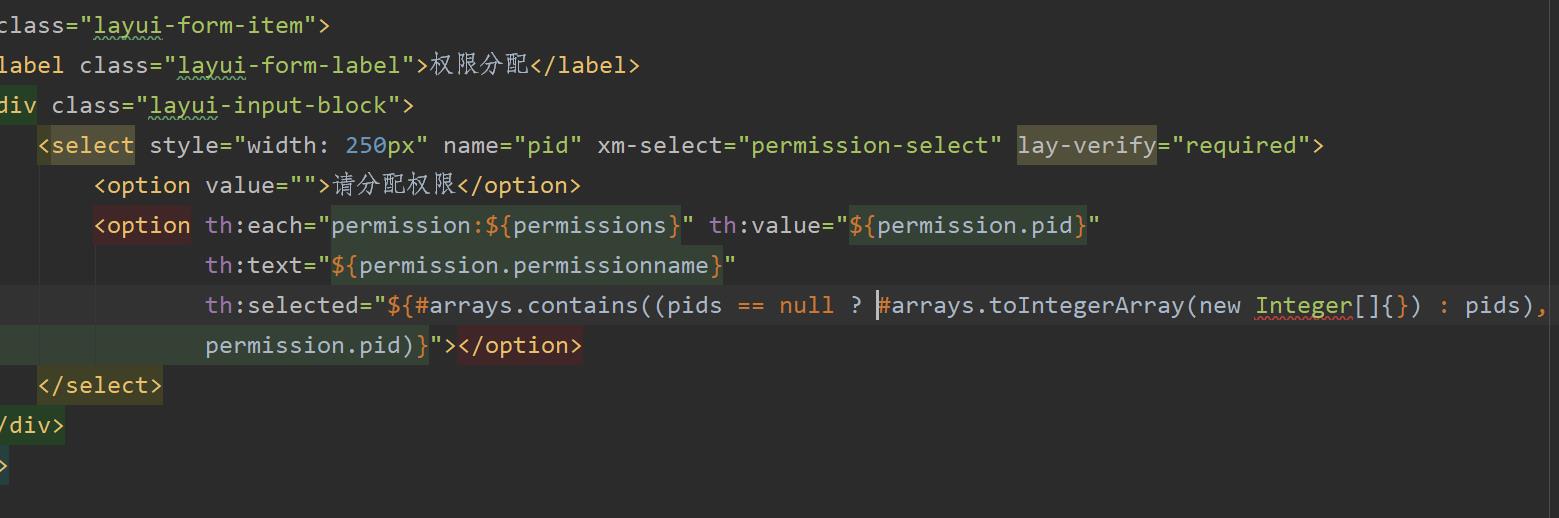 class="layui-form-item">
label class="layui-form-label">权限分配</label>
div class="layui-input-block">
<select style="width: 250px" name="pid" xm-select="permission-select" lay-verify="required">
<option value="">请分配权限</option>
<option th:each="permission:${permissions}" th:value="${permission.pid}"
th:text="${permission.permissionname}"
th:selected="${#arrays.contains((pids == null ? #arrays.toIntegerArray(new Integer[]{}) : pids),
permission.pid)}"></option>
</select>
/div>
>